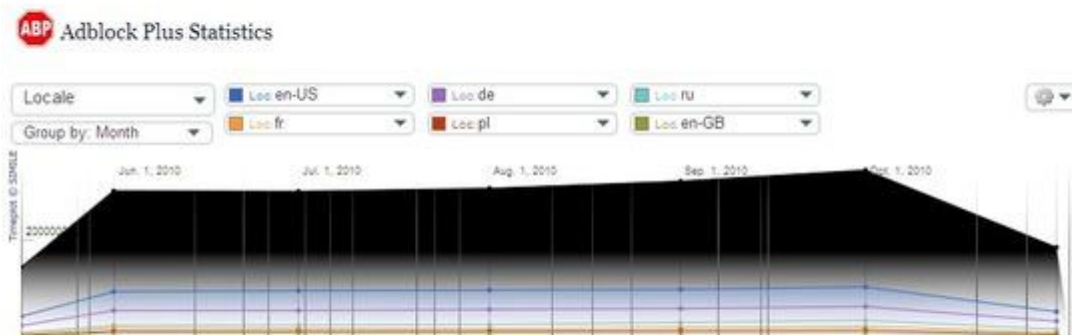 ABP Adblock Plus Statistics
Locale
Loc: en-US
Loc: de
Loc: ru
Group by: Month
Loc: fr
Loc: pl
Loc: en-GB
Timeplot © SIMILE
Jun. 1, 2010
Jul. 1, 2010
Aug. 1, 2010
Sep. 1, 2010
Oct. 1, 2010